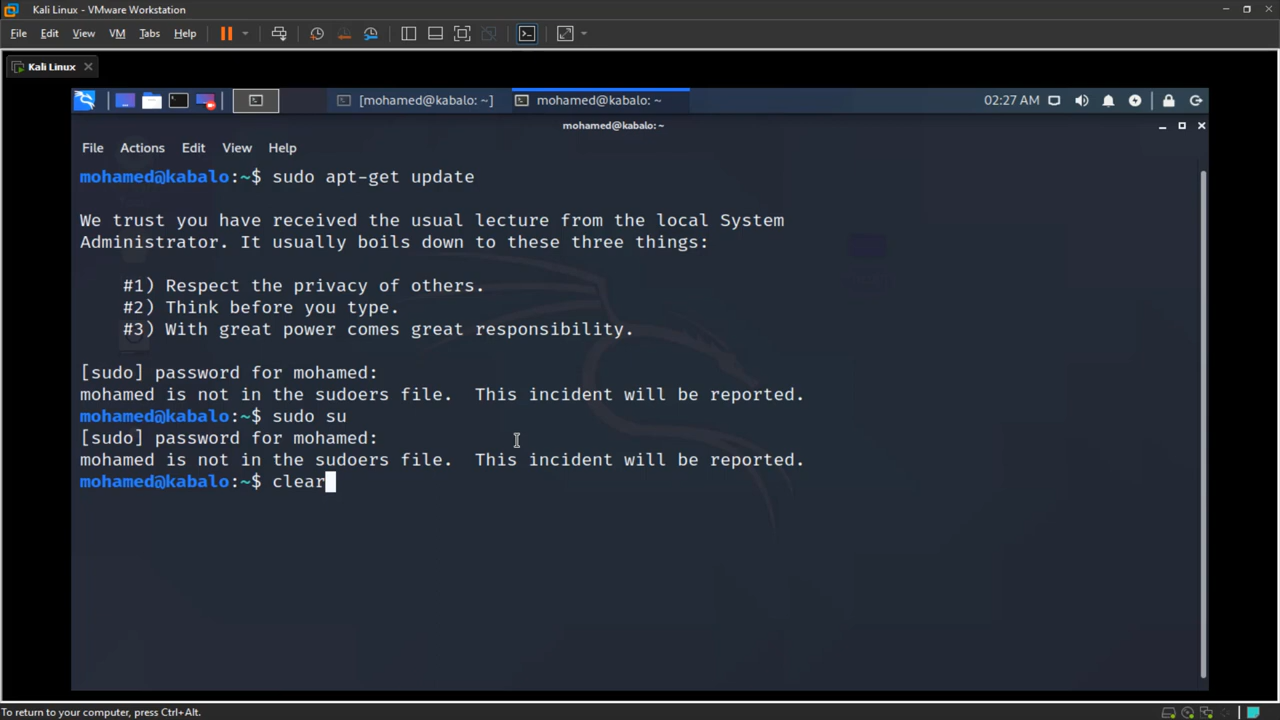 Kali Linux - VMware Workstation
File Edit View VM Tabs Help
Kali Linux
[mohamed@kabalo: ~] mohamed@kabalo: ~ 02:27 AM
mohamed@kabalo: ~
File Actions Edit View Help
mohamed@kabalo:~$ sudo apt-get update
We trust you have received the usual lecture from the local System
Administrator. It usually boils down to these three things:
#1) Respect the privacy of others.
#2) Think before you type.
#3) With great power comes great responsibility.
[sudo] password for mohamed:
mohamed is not in the sudoers file.  This incident will be reported.
mohamed@kabalo:~$ sudo su
[sudo] password for mohamed:
mohamed is not in the sudoers file.  This incident will be reported.
mohamed@kabalo:~$ clear
To return to your computer, press Ctrl+Alt.